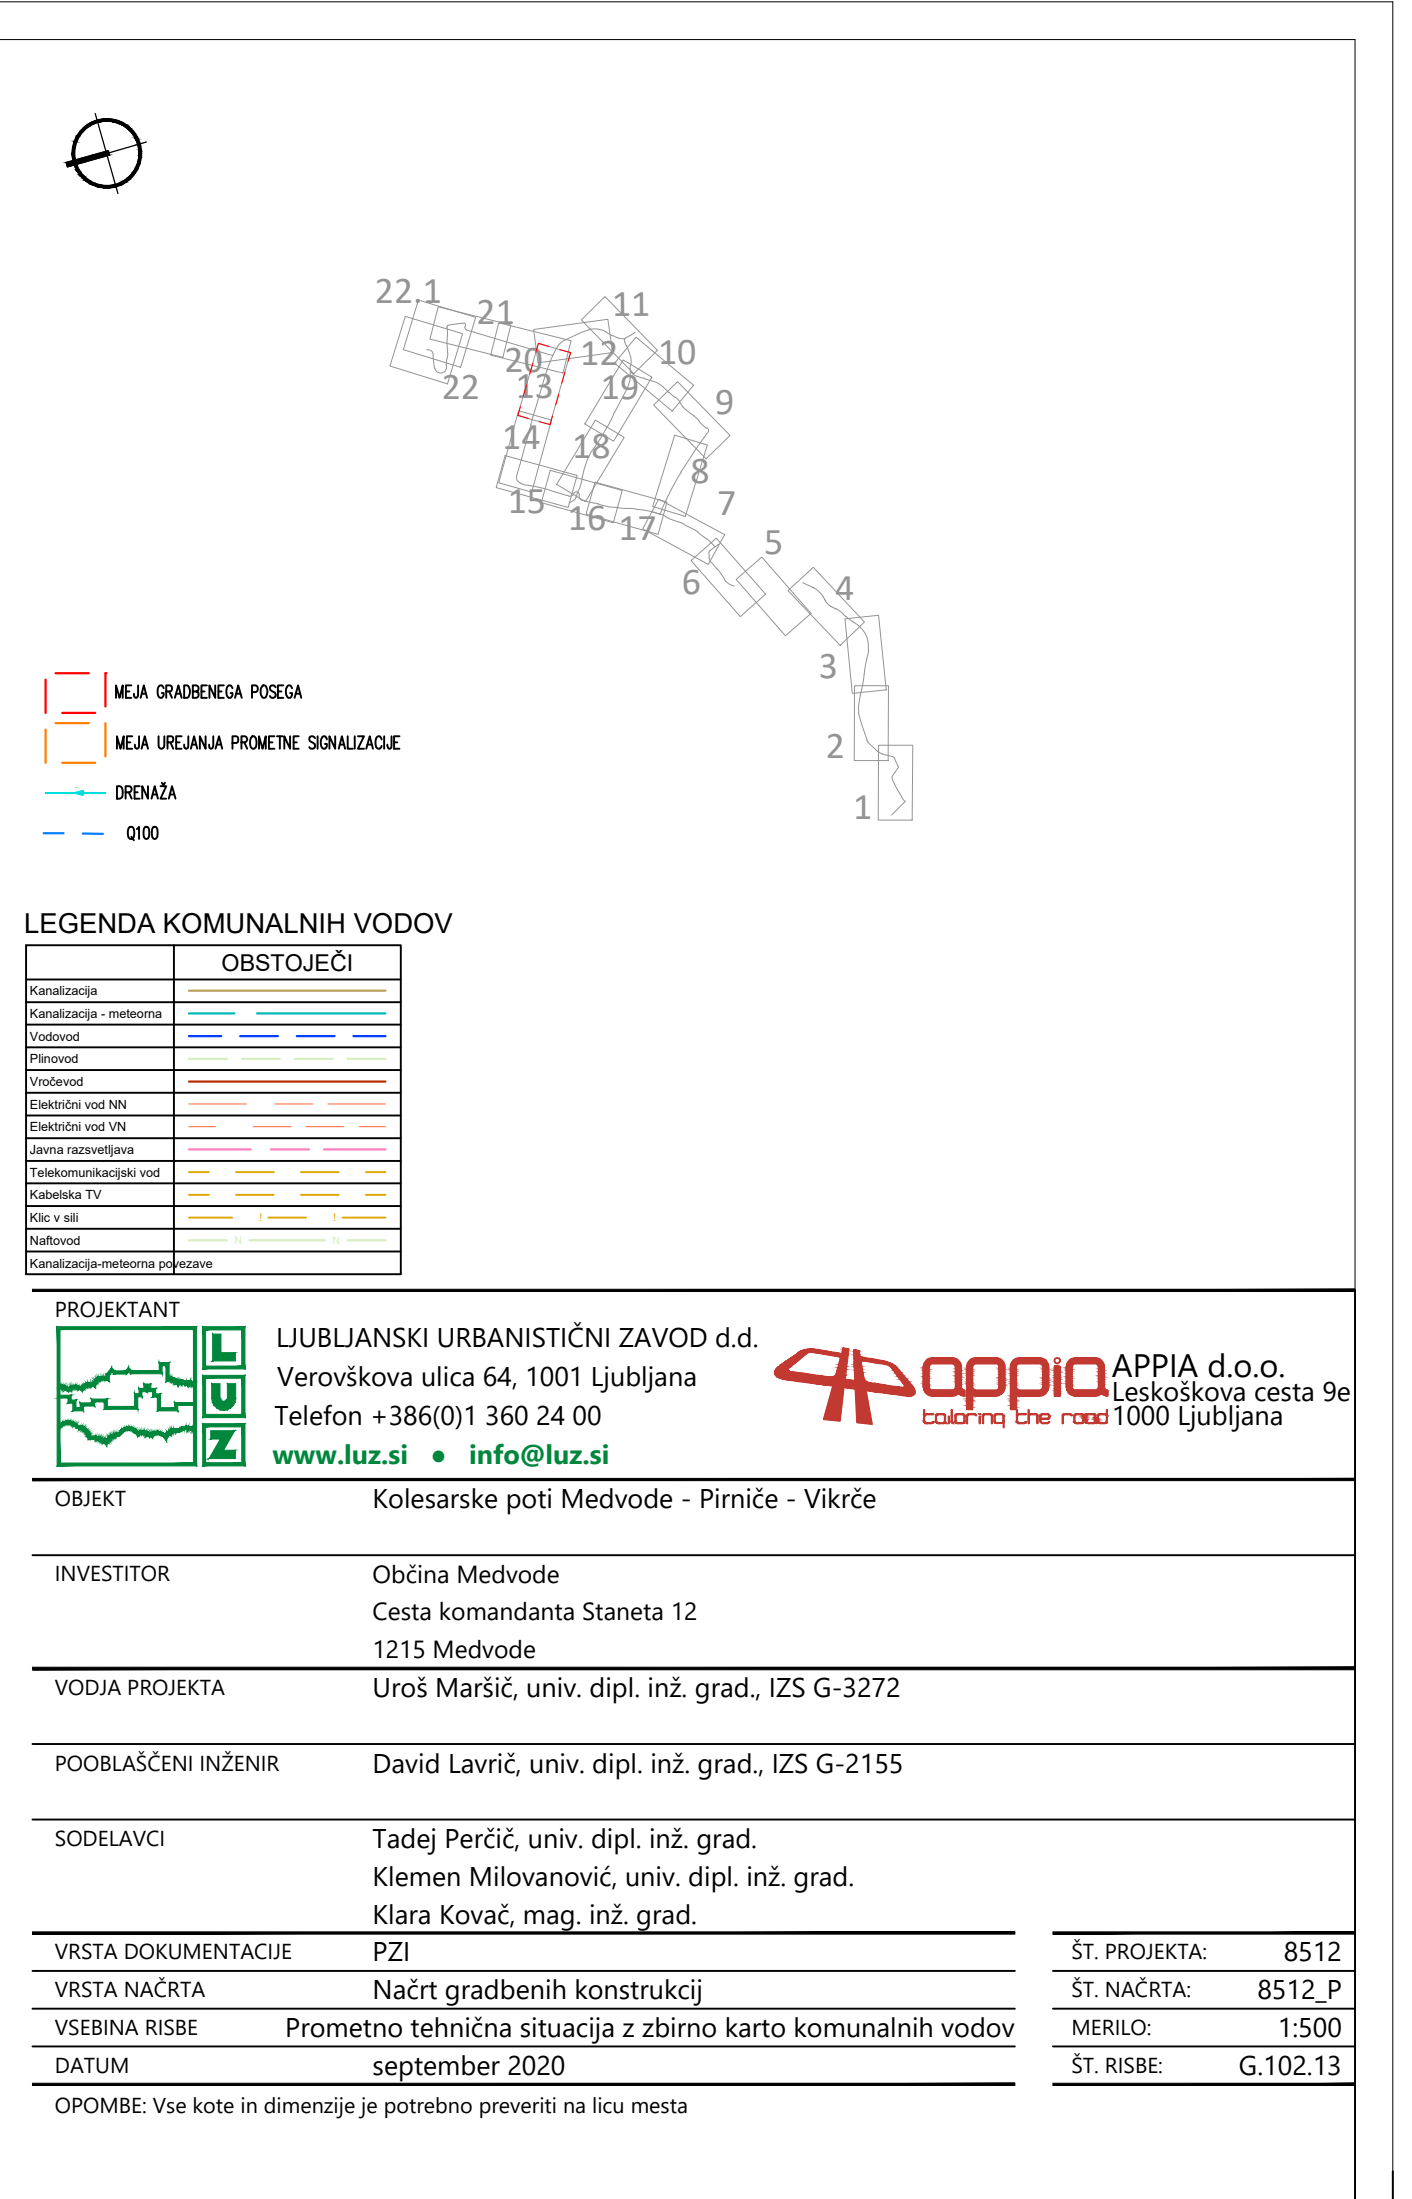 22.1
21
11
20
12
10
22
13
19
9
14
18
8
15
16
17
7
5
6
4
3
2
1
MEJA GRADBENEGA POSEGA
MEJA UREJANJA PROMETNE SIGNALIZACIJE
DRENAŽA
Q100
LEGENDA KOMUNALNIH VODOV
OBSTOJEČI
Kanalizacija
Kanalizacija - meteorna
Vodovod
Plinovod
Vročevod
Električni vod NN
Električni vod VN
Javna razsvetljava
Telekomunikacijski vod
Kabelska TV
Klic v sili ! !
Naftovod N N
Kanalizacija-meteorna povezave
PROJEKTANT
L
U
Z
LJUBLJANSKI URBANISTIČNI ZAVOD d.d.
Verovškova ulica 64, 1001 Ljubljana
Telefon +386(0)1 360 24 00
www.luz.si • info@luz.si
appia
tailoring the road
APPIA d.o.o.
Leskoškova cesta 9e
1000 Ljubljana
OBJEKT Kolesarske poti Medvode - Pirniče - Vikrče
INVESTITOR Občina Medvode
Cesta komandanta Staneta 12
1215 Medvode
VODJA PROJEKTA Uroš Maršič, univ. dipl. inž. grad., IZS G-3272
POOBLAŠČENI INŽENIR David Lavrič, univ. dipl. inž. grad., IZS G-2155
SODELAVCI Tadej Perčič, univ. dipl. inž. grad.
Klemen Milovanović, univ. dipl. inž. grad.
Klara Kovač, mag. inž. grad.
VRSTA DOKUMENTACIJE PZI ŠT. PROJEKTA: 8512
VRSTA NAČRTA Načrt gradbenih konstrukcij ŠT. NAČRTA: 8512_P
VSEBINA RISBE Prometno tehnična situacija z zbirno karto komunalnih vodov MERILO: 1:500
DATUM september 2020 ŠT. RISBE: G.102.13
OPOMBE: Vse kote in dimenzije je potrebno preveriti na licu mesta